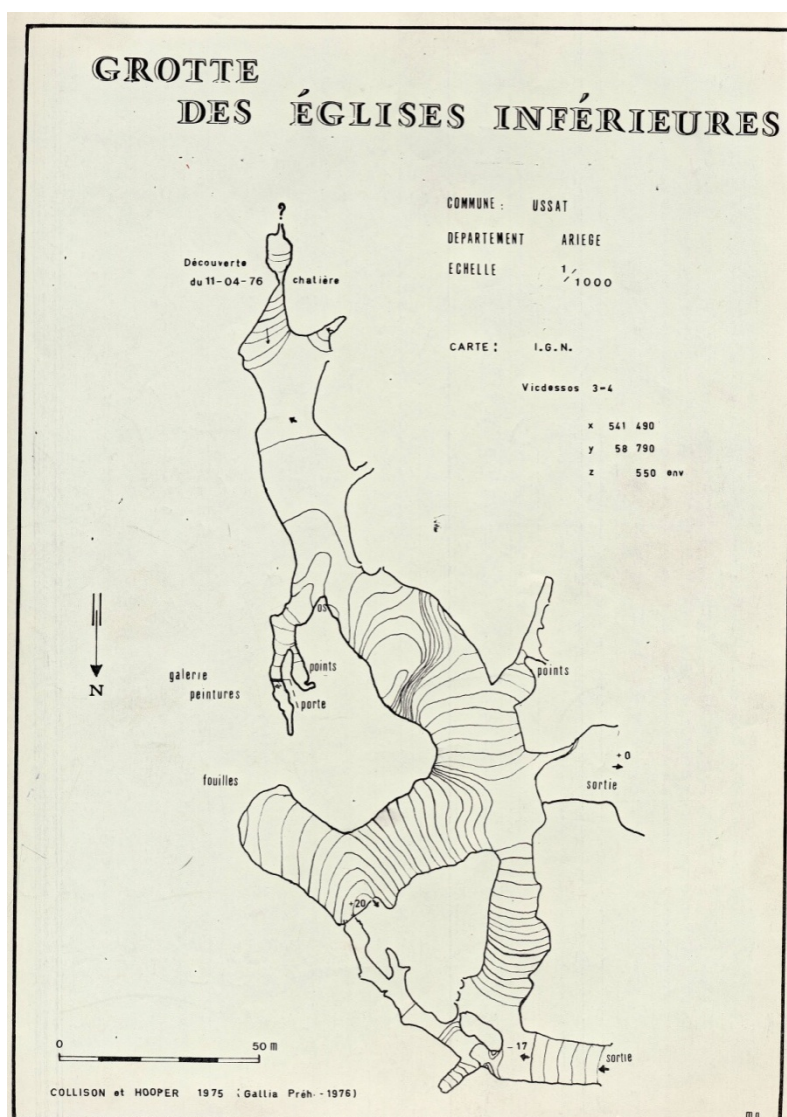 GROTTE
DES ÉGLISES INFÉRIEURES
COMMUNE : USSAT
DEPARTEMENT ARIEGE
ECHELLE 1/1000
CARTE : I.G.N.
Vicdessos 3-4
x 541 490
y 58 790
z 550 env
?
Découverte
du 11-04-76 chatière
os
points
galerie
peintures
porte
N
points
+0
sortie
fouilles
+20
-17
sortie
0 50 m
COLLISON et HOOPER 1975 (Gallia Préh. - 1976)